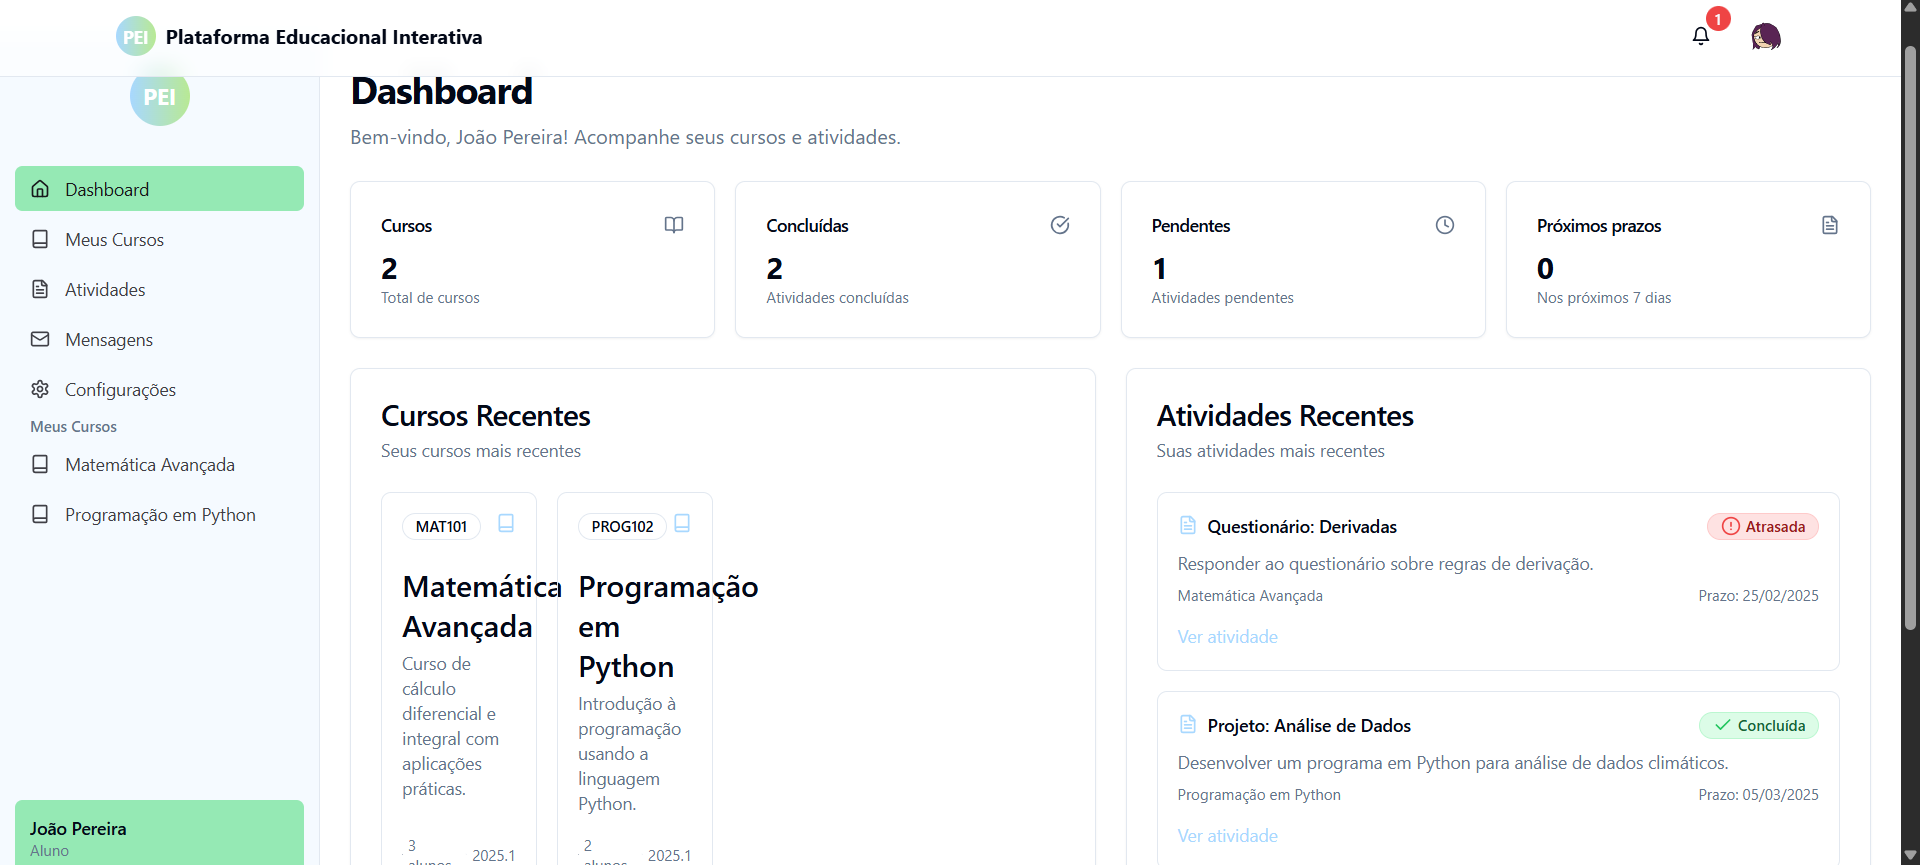 PEI Plataforma Educacional Interativa
1
PEI
Dashboard
Meus Cursos
Atividades
Mensagens
Configurações
Meus Cursos
Matemática Avançada
Programação em Python
João Pereira
Aluno
Dashboard
Bem-vindo, João Pereira! Acompanhe seus cursos e atividades.
Cursos
2
Total de cursos
Concluídas
2
Atividades concluídas
Pendentes
1
Atividades pendentes
Próximos prazos
0
Nos próximos 7 dias
Cursos Recentes
Seus cursos mais recentes
MAT101
Matemática
Avançada
Curso de
cálculo
diferencial e
integral com
aplicações
práticas.
3
alunos
2025.1
PROG102
Programação
em
Python
Introdução à
programação
usando a
linguagem
Python.
2
alunos
2025.1
Atividades Recentes
Suas atividades mais recentes
Questionário: Derivadas
Atrasada
Responder ao questionário sobre regras de derivação.
Matemática Avançada
Prazo: 25/02/2025
Ver atividade
Projeto: Análise de Dados
Concluída
Desenvolver um programa em Python para análise de dados climáticos.
Programação em Python
Prazo: 05/03/2025
Ver atividade